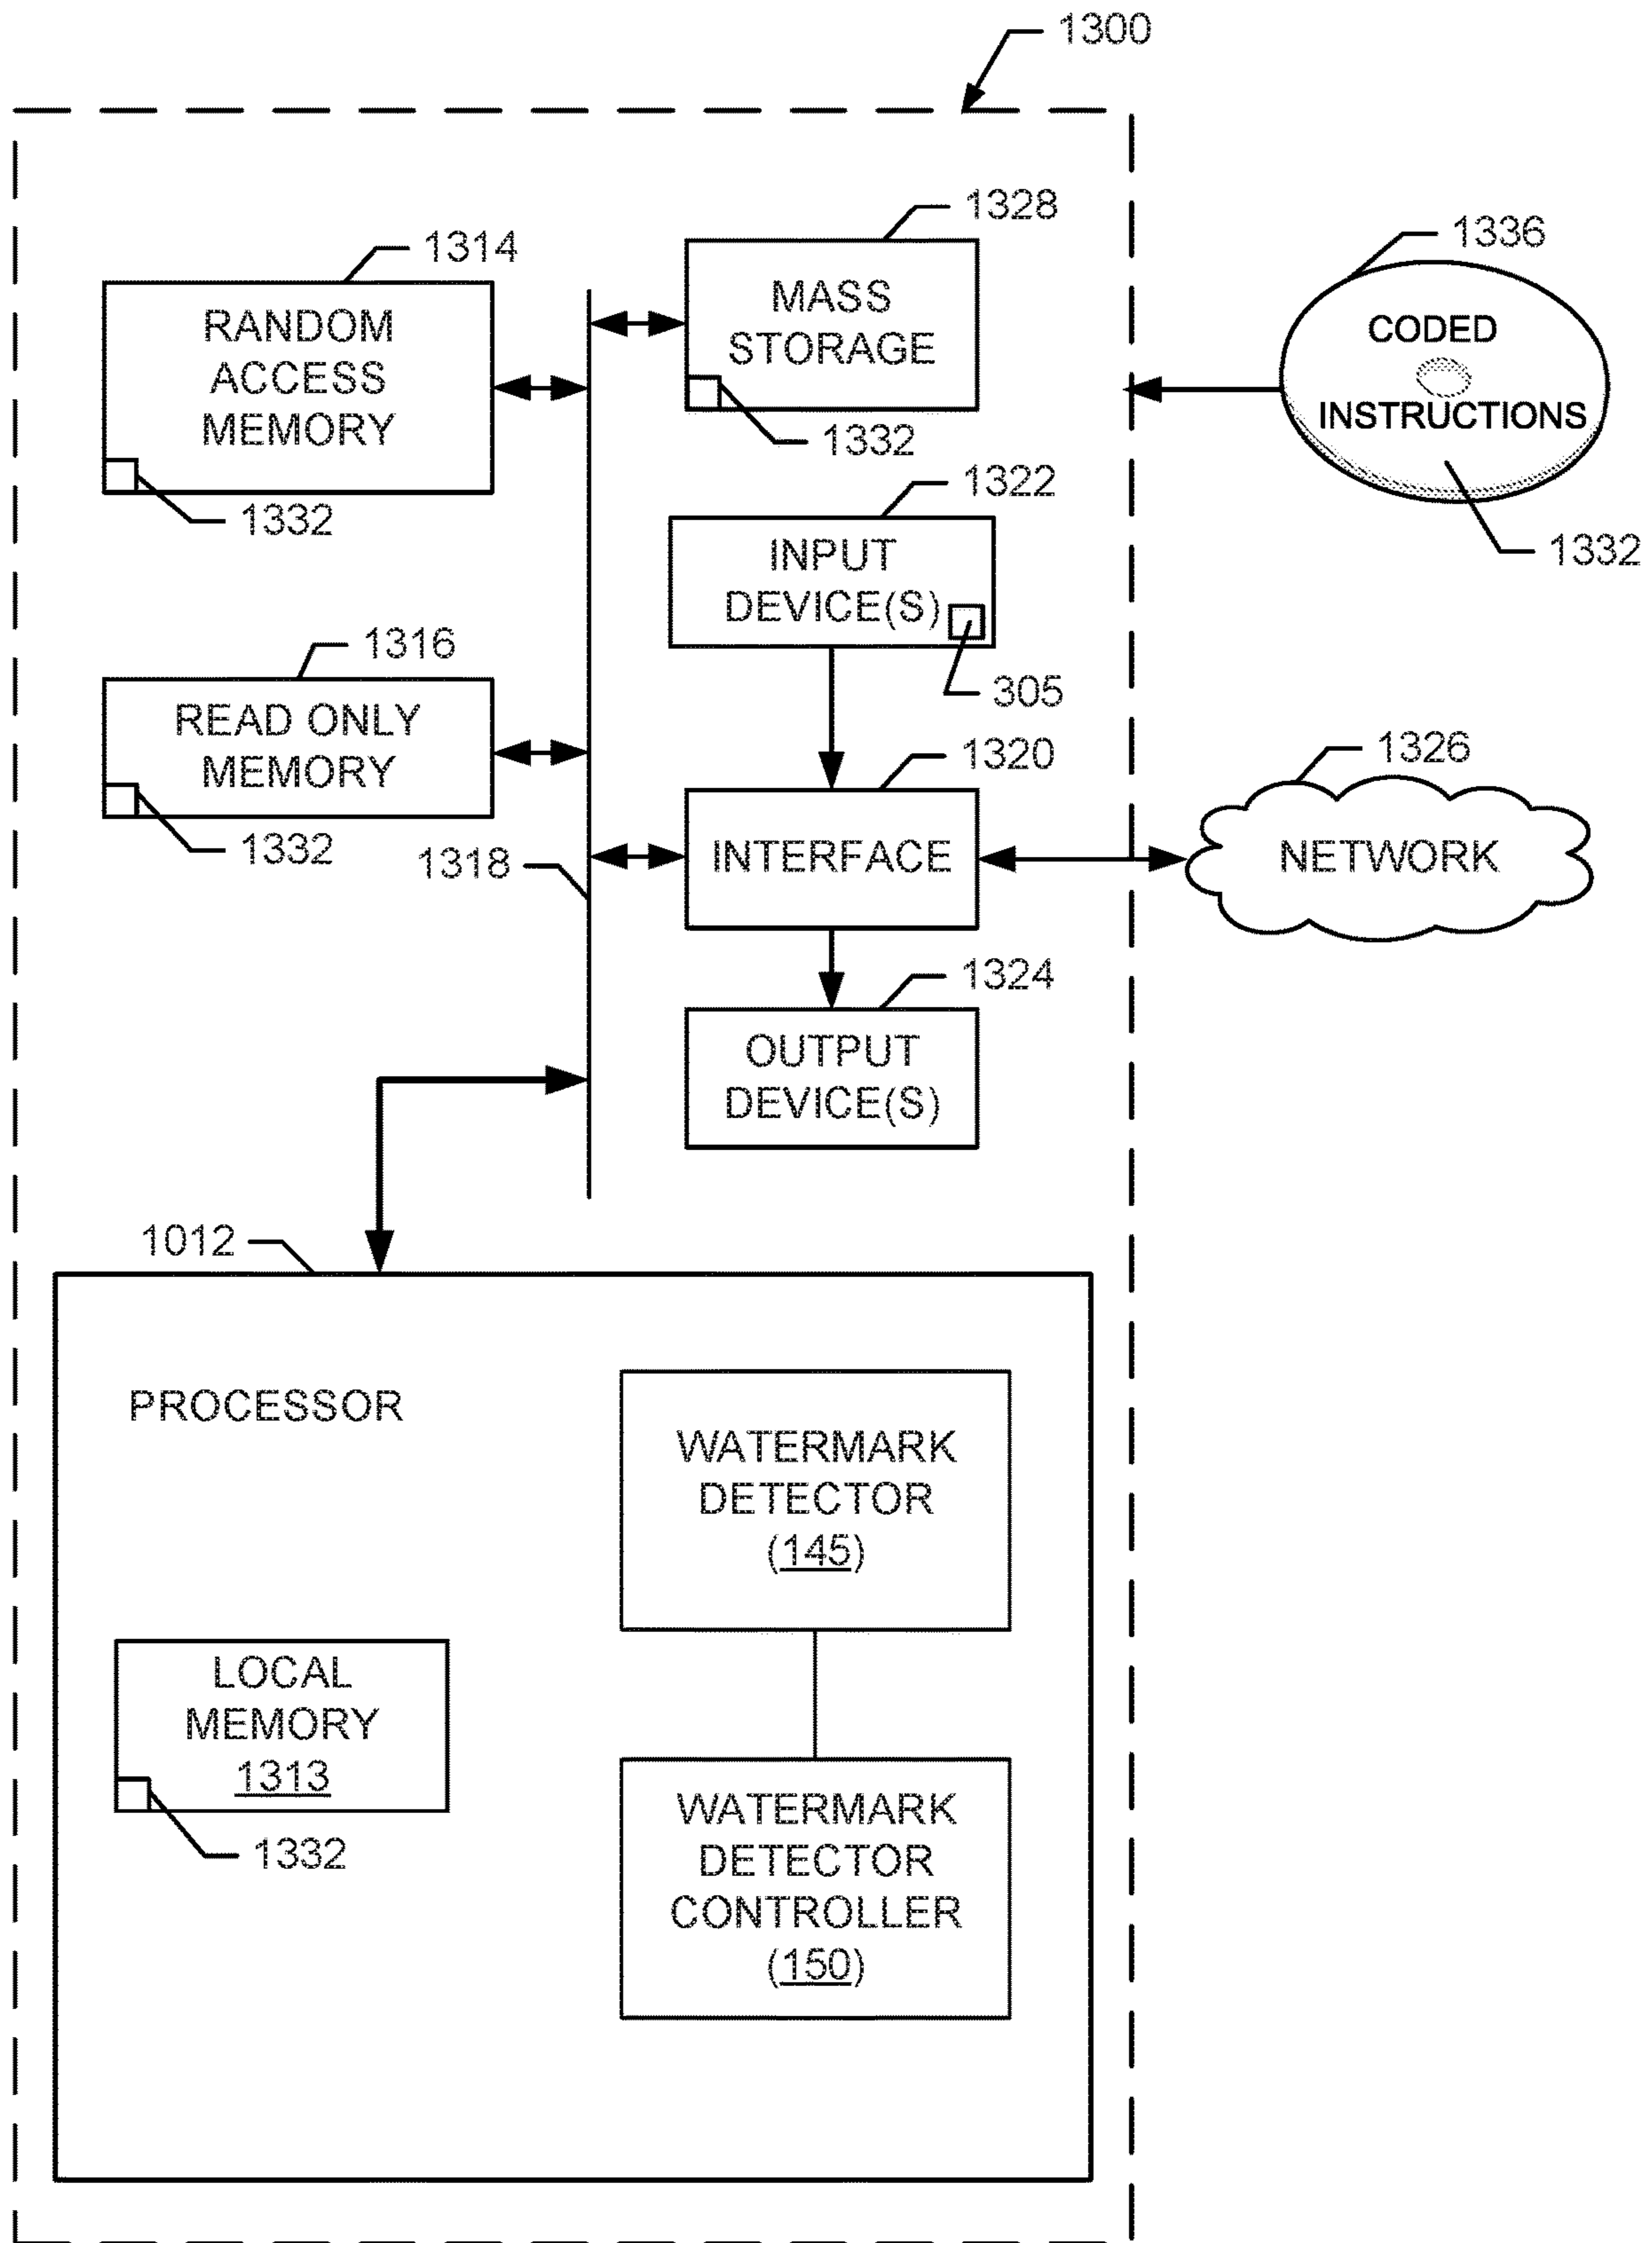 1300
1328
1314
1336
MASS
STORAGE
RANDOM
ACCESS
MEMORY
CODED
INSTRUCTIONS
1332
1332
1322
1332
INPUT
DEVICE(S)
305
1316
READ ONLY
MEMORY
1332
1320
1326
1318
INTERFACE
NETWORK
1324
OUTPUT
DEVICE(S)
1012
PROCESSOR
WATERMARK
DETECTOR
(145)
LOCAL
MEMORY
1313
1332
WATERMARK
DETECTOR
CONTROLLER
(150)